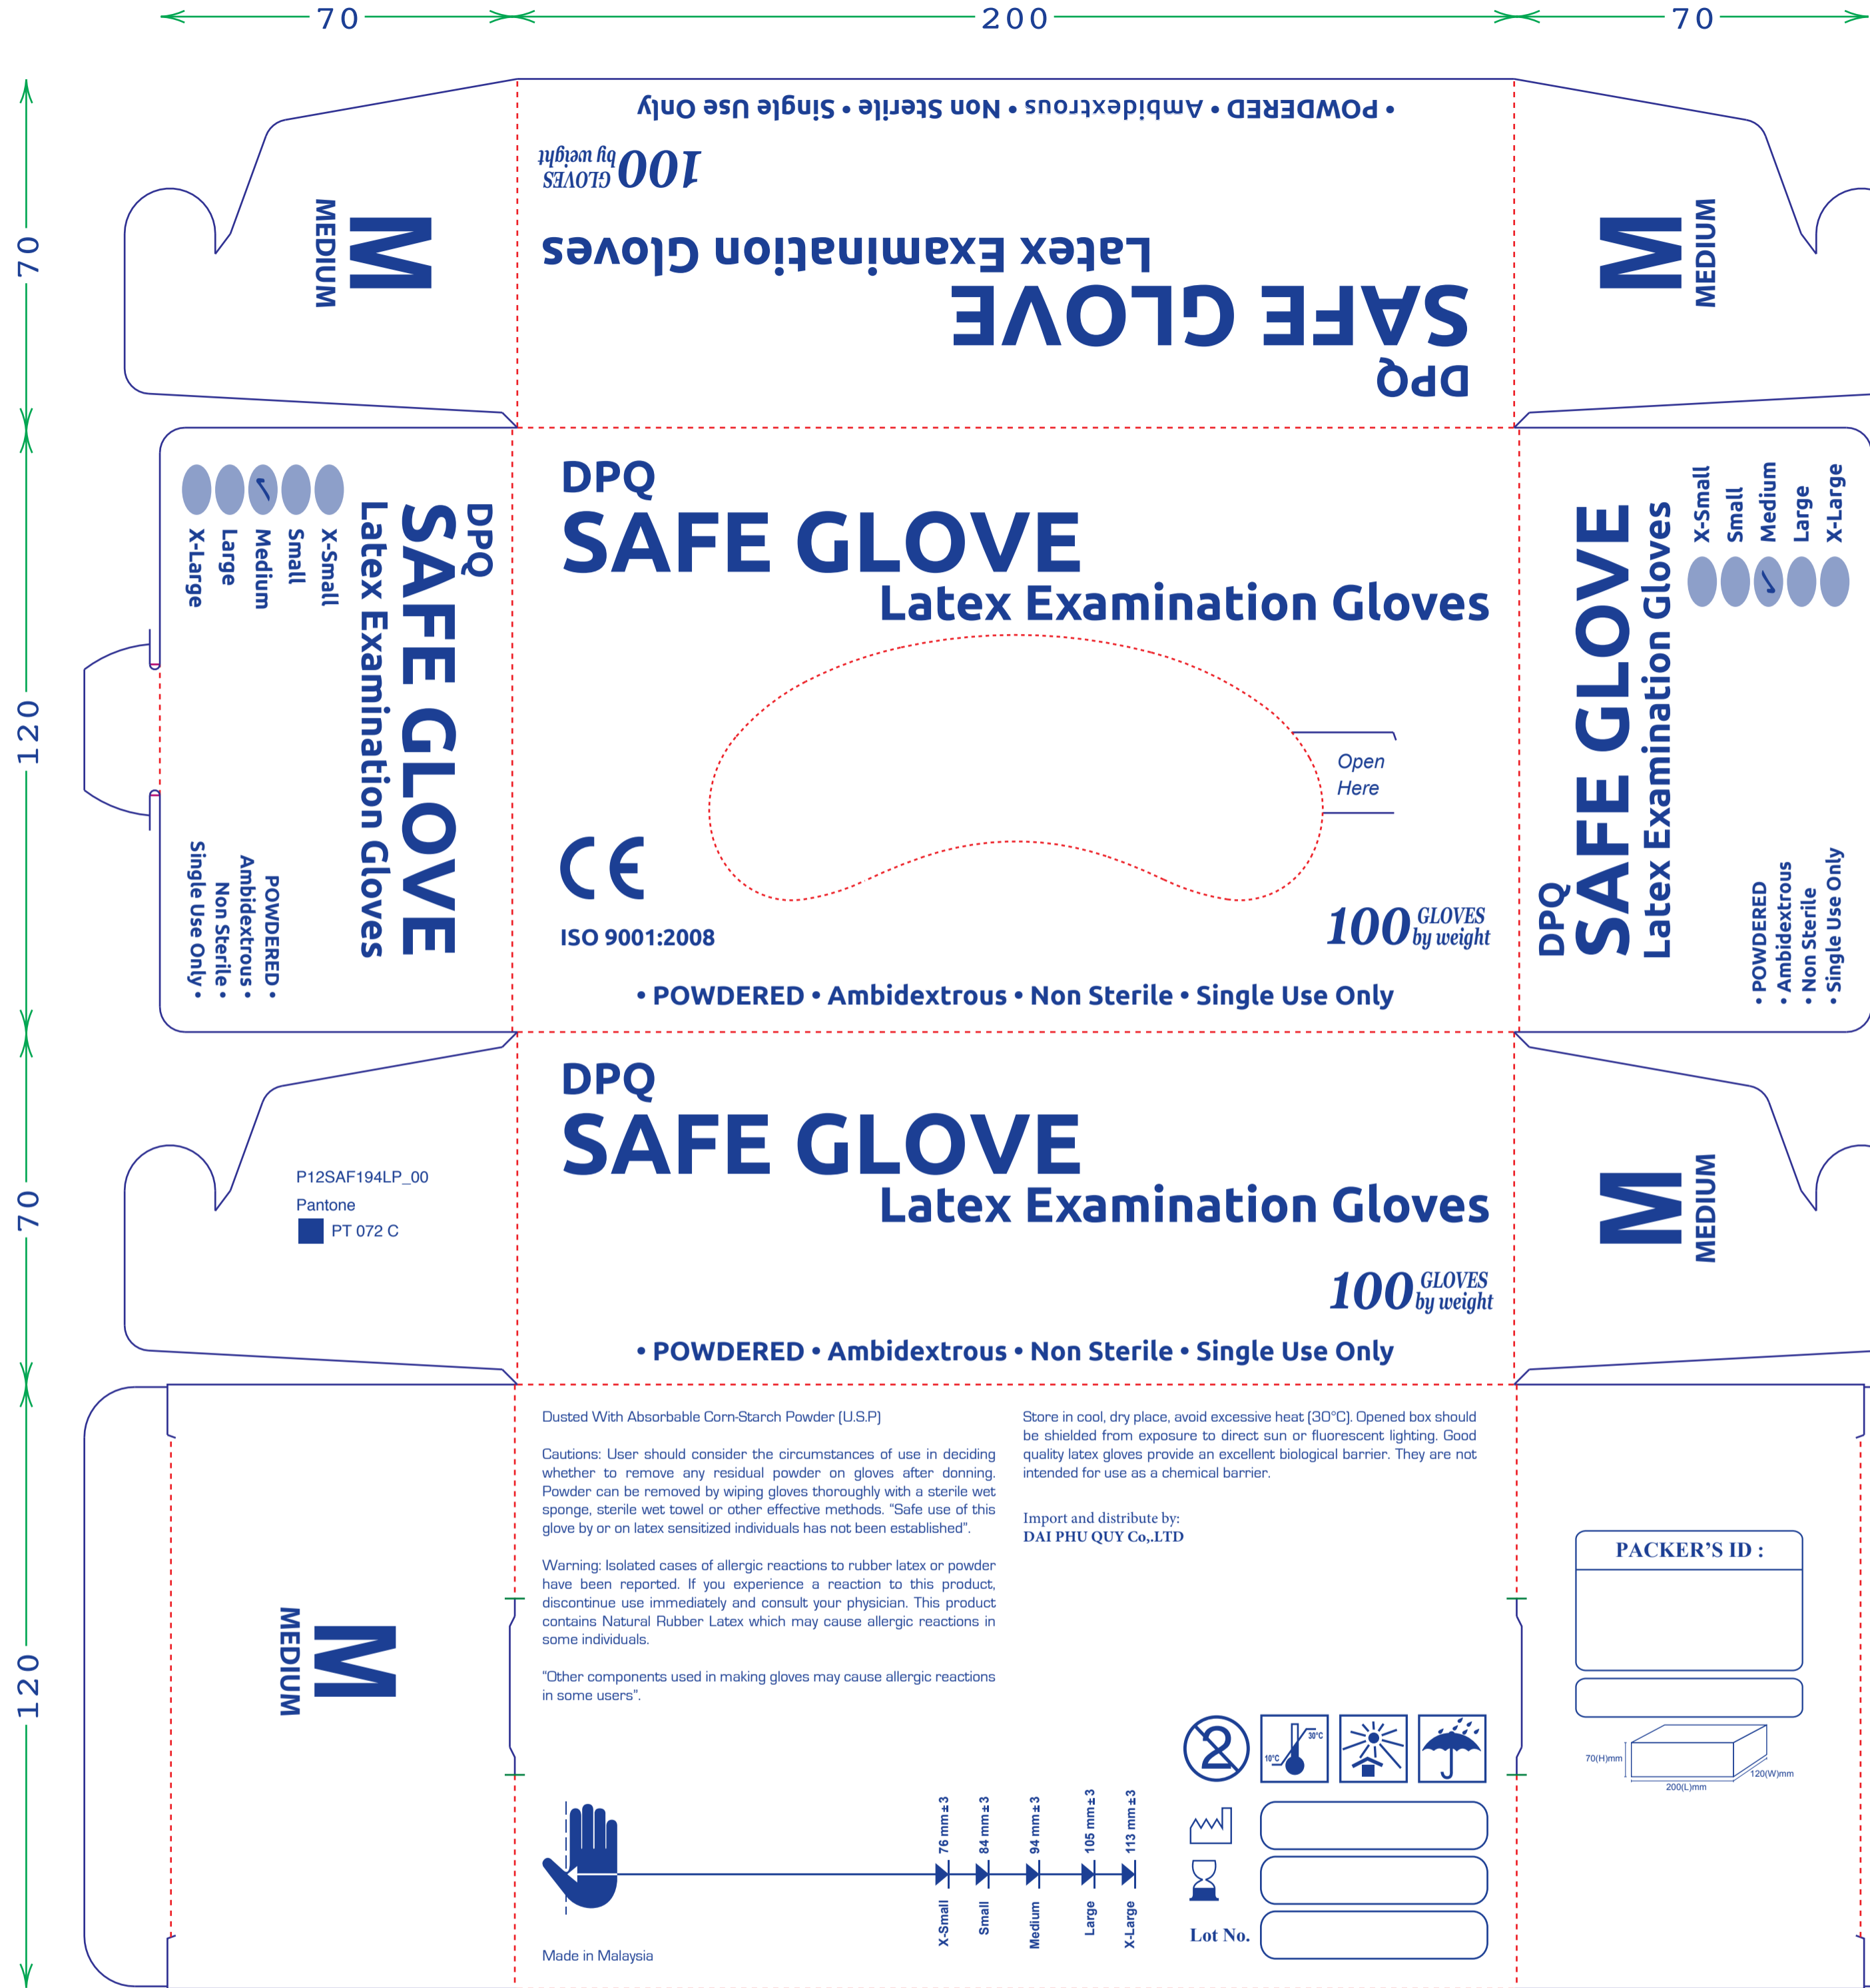 70
200
70
70
120
70
120
• POWDERED • Ambidextrous • Non Sterile • Single Use Only
100 GLOVES
by weight
Latex Examination Gloves
SAFE GLOVE
DPQ
M
MEDIUM
M
MEDIUM
DPQ
SAFE GLOVE
Latex Examination Gloves
X-Small
Small
Medium
Large
X-Large
POWDERED •
Ambidextrous •
Non Sterile •
Single Use Only •
DPQ
SAFE GLOVE
Latex Examination Gloves
Open
Here
CE
ISO 9001:2008
100 GLOVES
by weight
• POWDERED • Ambidextrous • Non Sterile • Single Use Only
DPQ
SAFE GLOVE
Latex Examination Gloves
X-Small
Small
Medium
Large
X-Large
• POWDERED
• Ambidextrous
• Non Sterile
• Single Use Only
P12SAF194LP_00
Pantone
PT 072 C
DPQ
SAFE GLOVE
Latex Examination Gloves
100 GLOVES
by weight
• POWDERED • Ambidextrous • Non Sterile • Single Use Only
M
MEDIUM
M
MEDIUM
Dusted With Absorbable Corn-Starch Powder (U.S.P)
Cautions: User should consider the circumstances of use in deciding
whether to remove any residual powder on gloves after donning.
Powder can be removed by wiping gloves thoroughly with a sterile wet
sponge, sterile wet towel or other effective methods. "Safe use of this
glove by or on latex sensitized individuals has not been established".
Warning: Isolated cases of allergic reactions to rubber latex or powder
have been reported. If you experience a reaction to this product,
discontinue use immediately and consult your physician. This product
contains Natural Rubber Latex which may cause allergic reactions in
some individuals.
"Other components used in making gloves may cause allergic reactions
in some users".
Store in cool, dry place, avoid excessive heat (30°C). Opened box should
be shielded from exposure to direct sun or fluorescent lighting. Good
quality latex gloves provide an excellent biological barrier. They are not
intended for use as a chemical barrier.
Import and distribute by:
DAI PHU QUY Co,.LTD
2
10°C
30°C
X-Small 76 mm±3
Small 84 mm±3
Medium 94 mm±3
Large 105 mm±3
X-Large 113 mm±3
Lot No.
Made in Malaysia
PACKER'S ID :
70(H)mm
200(L)mm
120(W)mm